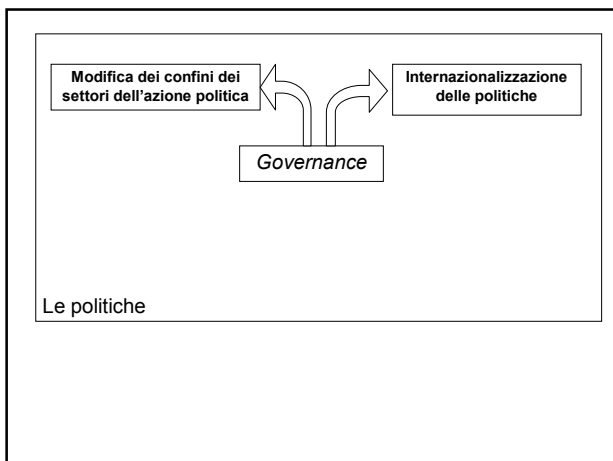 Modifica dei confini dei
settori dell'azione politica
Internazionalizzazione
delle politiche
Governance
Le politiche